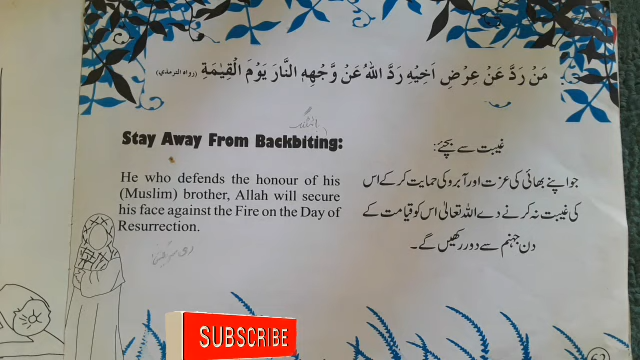 مَنْ رَدَّ عَنْ عِرْضِ اَخِيْهِ رَدَّ اللهُ عَنْ وَّجْهِهِ النَّارَ يَوْمَ الْقِيٰمَةِ (رواہ الترمذی)
Stay Away From Backbiting:
He who defends the honour of his
(Muslim) brother, Allah will secure
his face against the Fire on the Day of
Resurrection.
غیبت سے بچئے:
جو اپنے بھائی کی عزت اور آبرو کی حمایت کر کے اس
کی غیبت نہ کرنے دے اللہ تعالیٰ اس کو قیامت کے
دن جہنم سے دور رکھیں گے۔
SUBSCRIBE